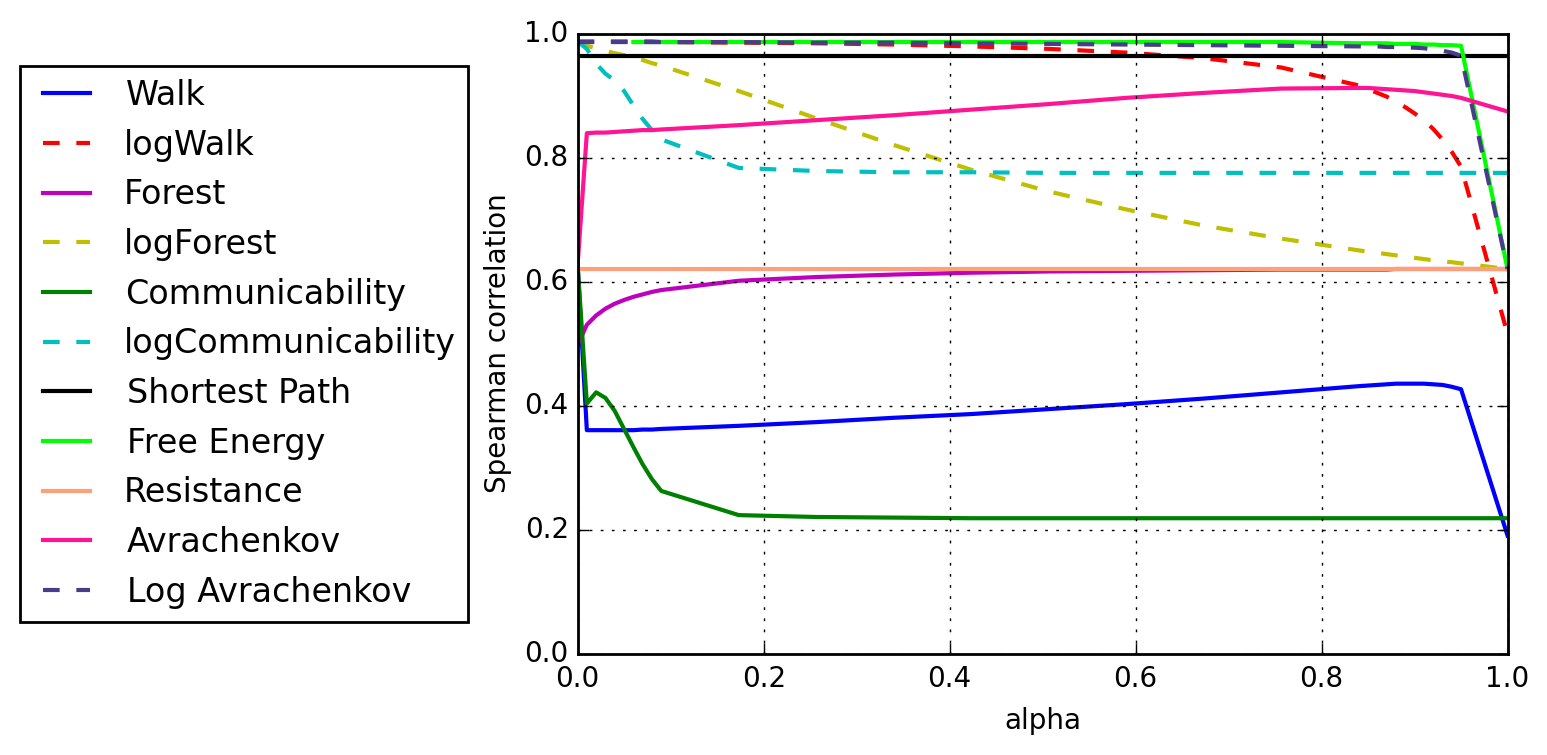 Walk
logWalk
Forest
logForest
Communicability
logCommunicability
Shortest Path
Free Energy
Resistance
Avrachenkov
Log Avrachenkov
Spearman correlation
1.0
0.8
0.6
0.4
0.2
0.0
0.0 0.2 0.4 0.6 0.8 1.0
alpha